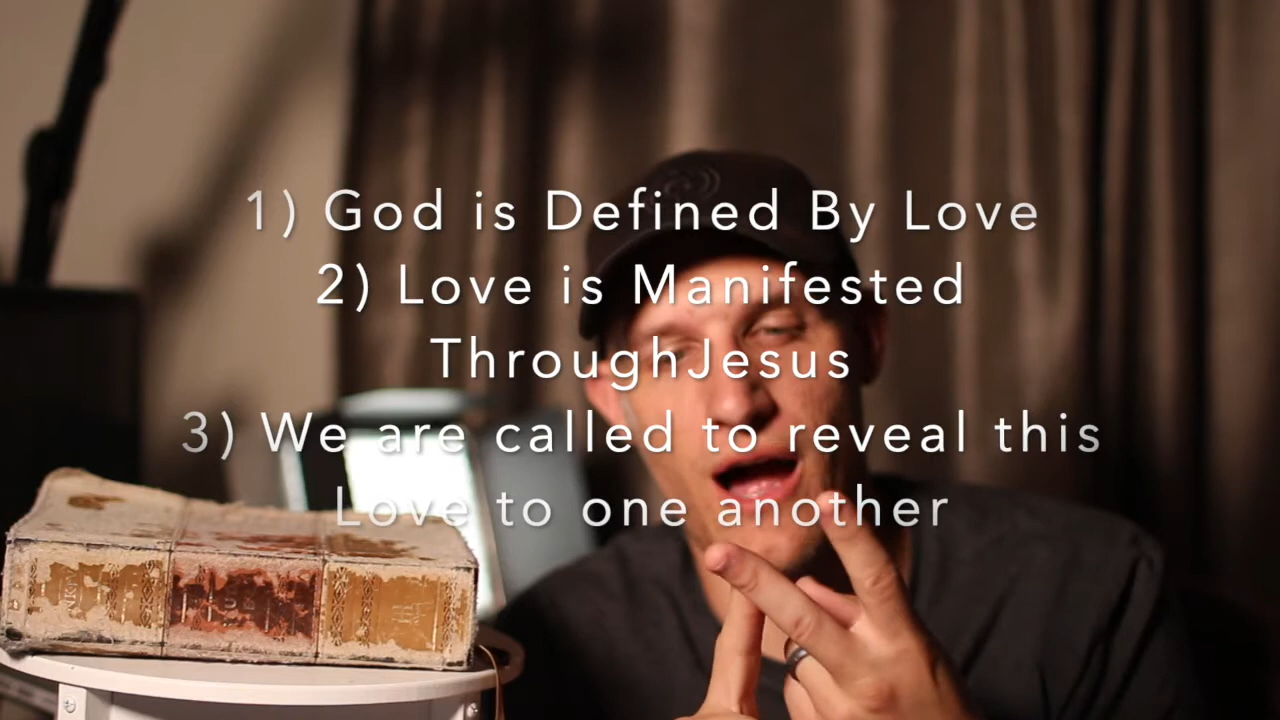 1) God is Defined By Love
2) Love is Manifested
ThroughJesus
3) We are called to reveal this
Love to one another